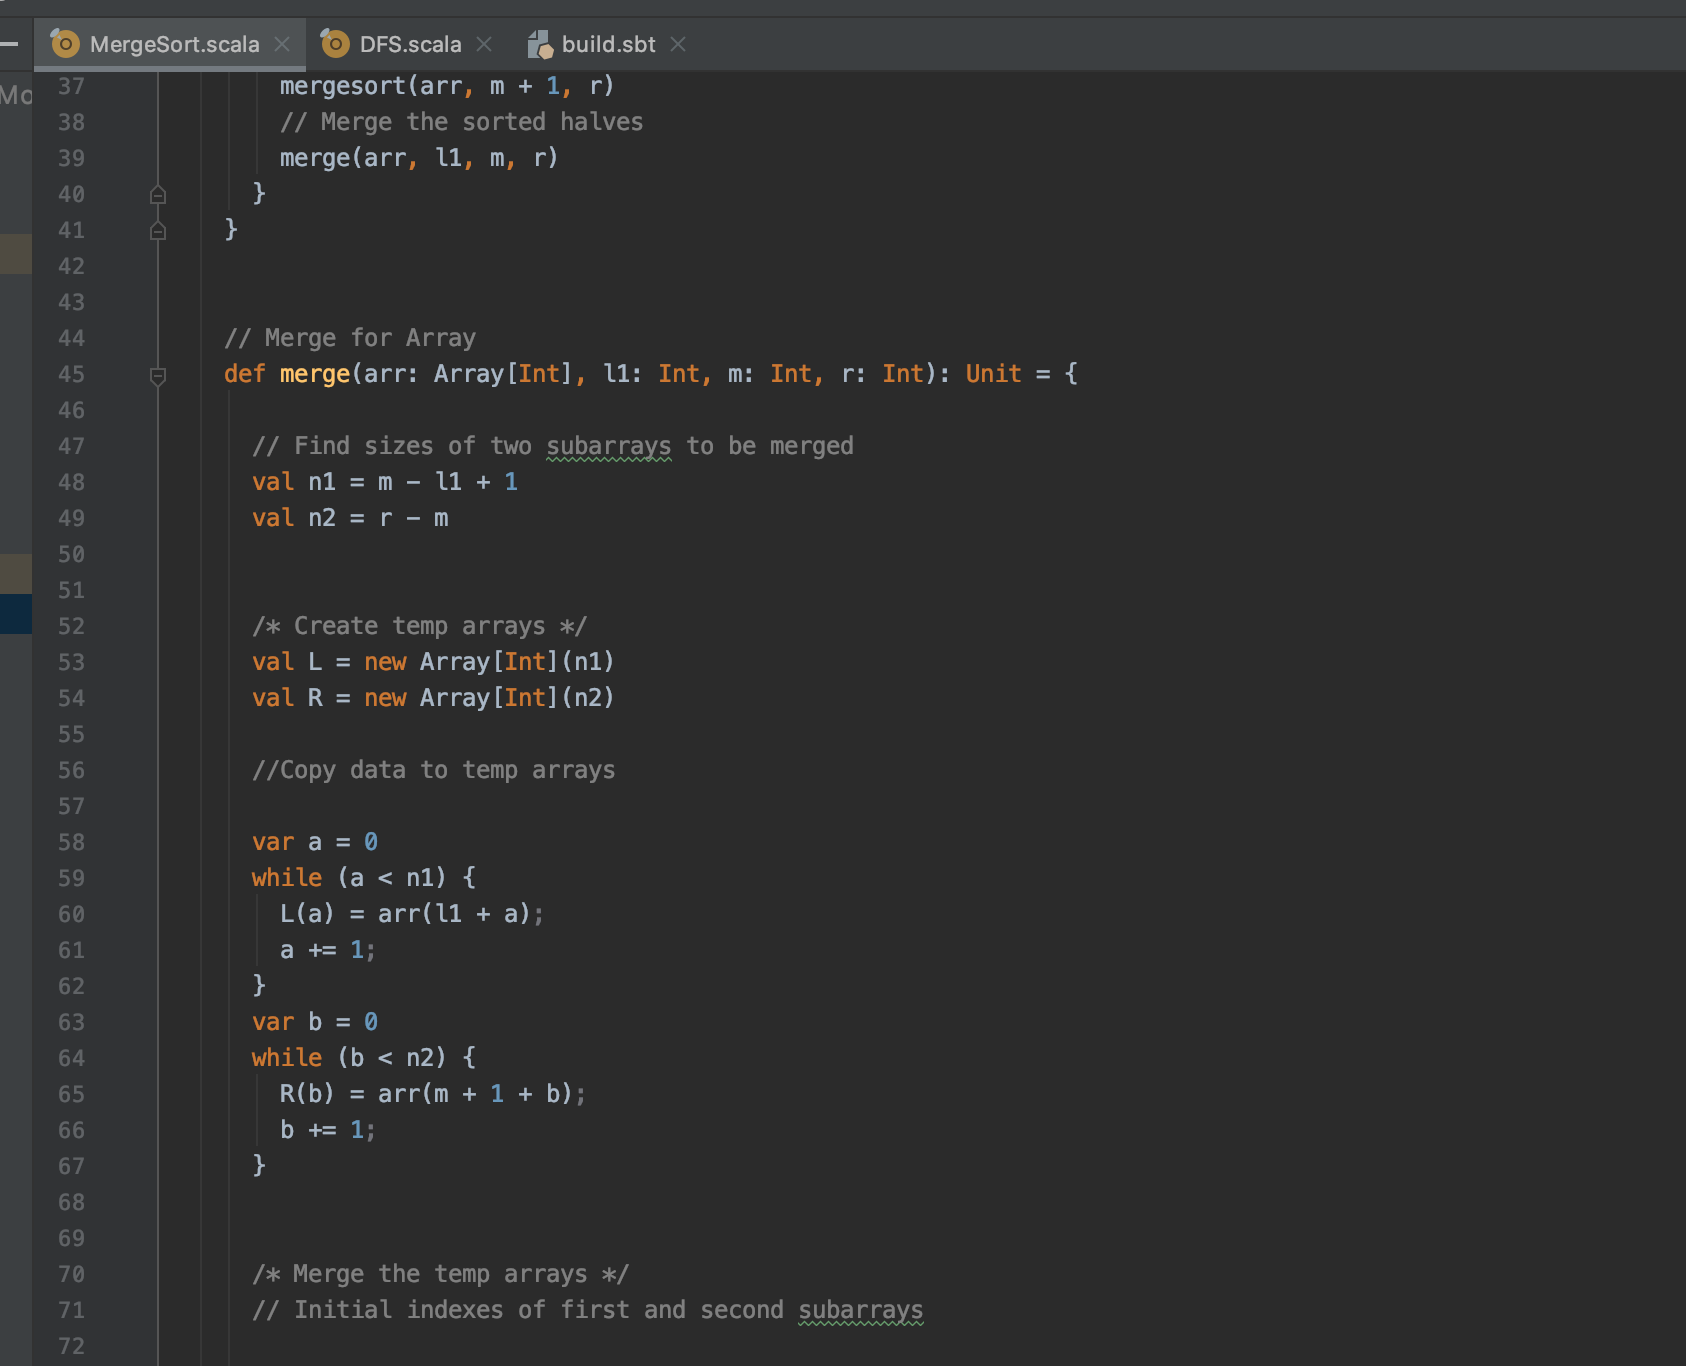 MergeSort.scala DFS.scala build.sbt
Mo
37 mergesort(arr, m + 1, r)
38 // Merge the sorted halves
39 merge(arr, l1, m, r)
40 }
41 }
42
43
44 // Merge for Array
45 def merge(arr: Array[Int], l1: Int, m: Int, r: Int): Unit = {
46
47 // Find sizes of two subarrays to be merged
48 val n1 = m - l1 + 1
49 val n2 = r - m
50
51
52 /* Create temp arrays */
53 val L = new Array[Int](n1)
54 val R = new Array[Int](n2)
55
56 //Copy data to temp arrays
57
58 var a = 0
59 while (a < n1) {
60 L(a) = arr(l1 + a);
61 a += 1;
62 }
63 var b = 0
64 while (b < n2) {
65 R(b) = arr(m + 1 + b);
66 b += 1;
67 }
68
69
70 /* Merge the temp arrays */
71 // Initial indexes of first and second subarrays
72